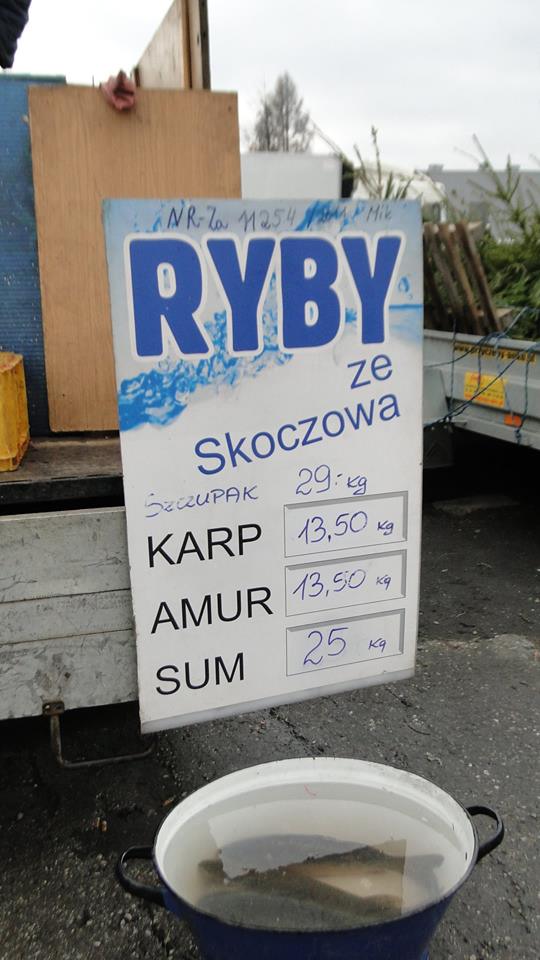 NR-Za 11254 Mik
RYBY
ze
Skoczowa
SZCZUPAK 29.- kg
KARP 13,50 kg
AMUR 13,50 kg
SUM 25 kg